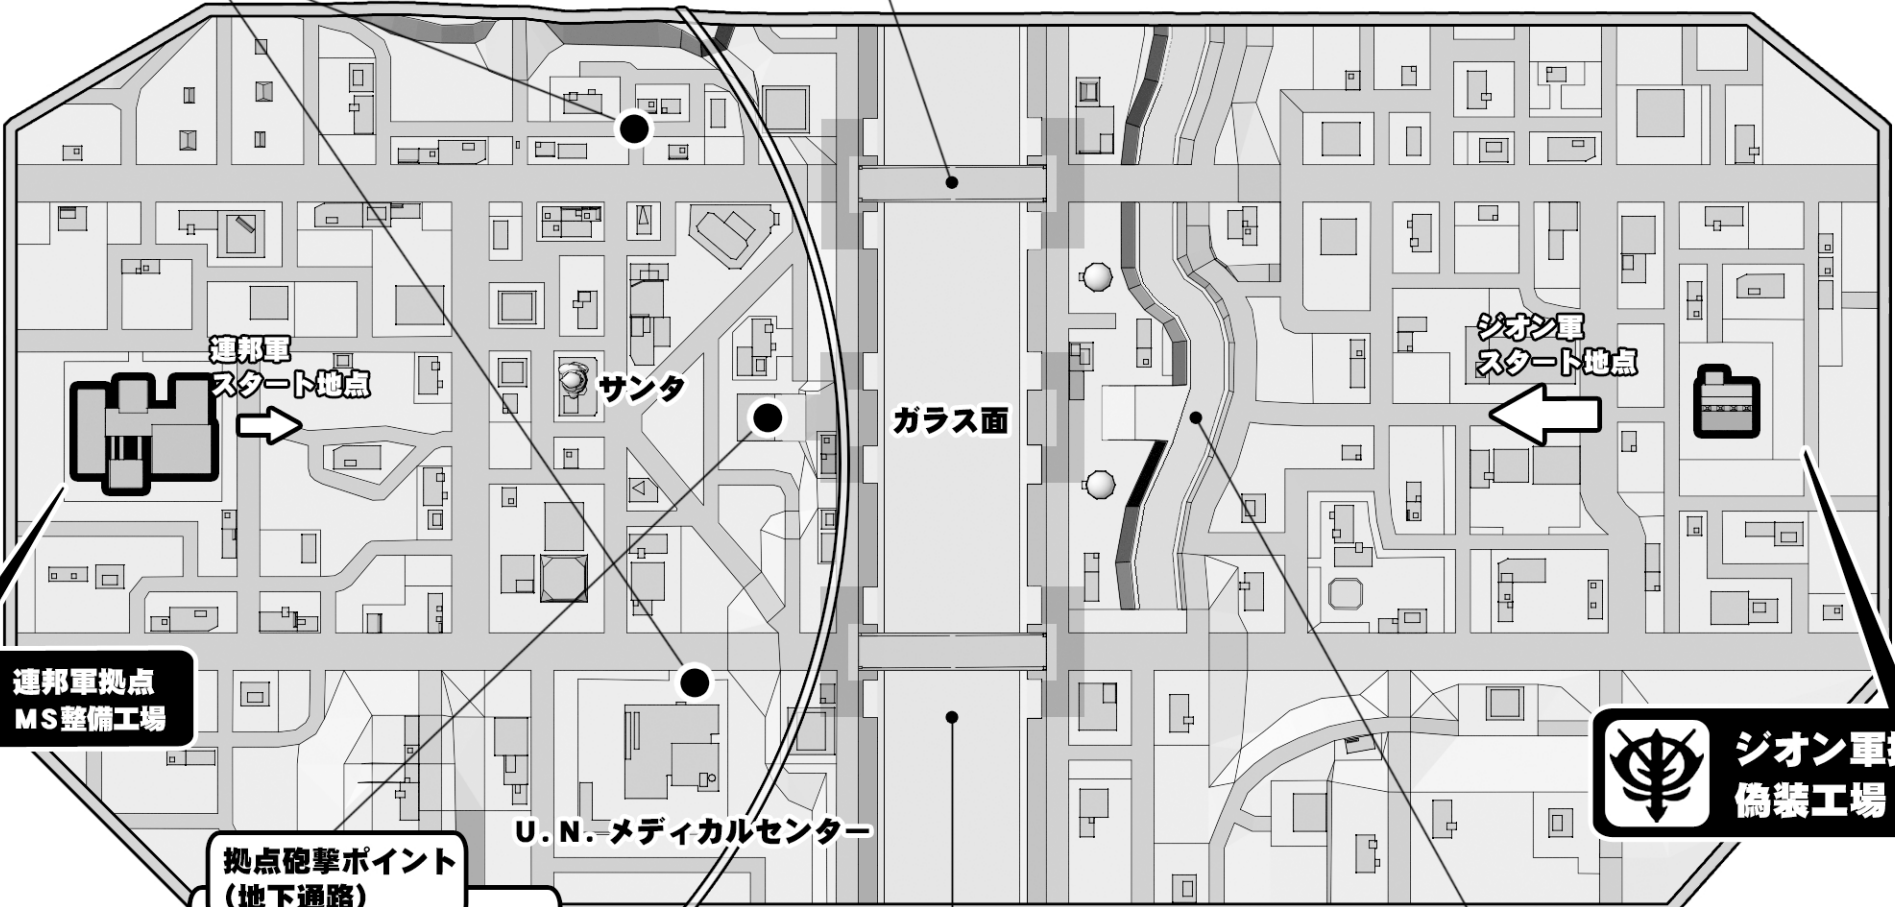 連邦軍
スタート地点
ジオン軍
スタート地点
サンタ
ガラス面
連邦軍拠点
MS整備工場
ジオン軍拠
偽装工場
U.N.メディカルセンター
拠点砲撃ポイント
(地下通路)